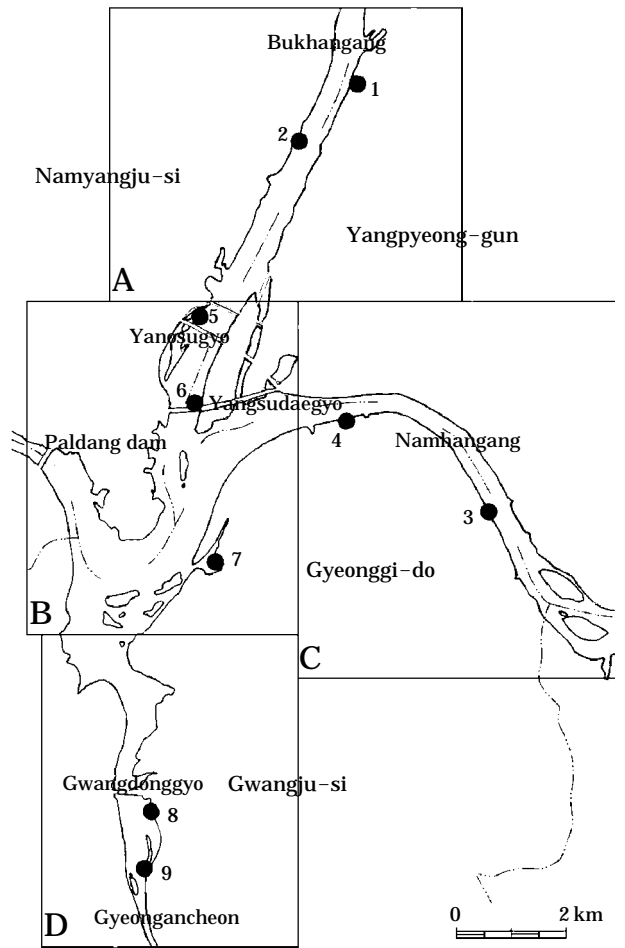 Bukhangang
1
2
Namyangju-si
Yangpyeong-gun
A
5
Yanosugyo
6
Yangsudaegyo
Paldang dam
4
Namhangang
3
7
Gyeonggi-do
B
C
Gwangdonggyo
Gwangju-si
8
9
D
Gyeongancheon
0
2 km